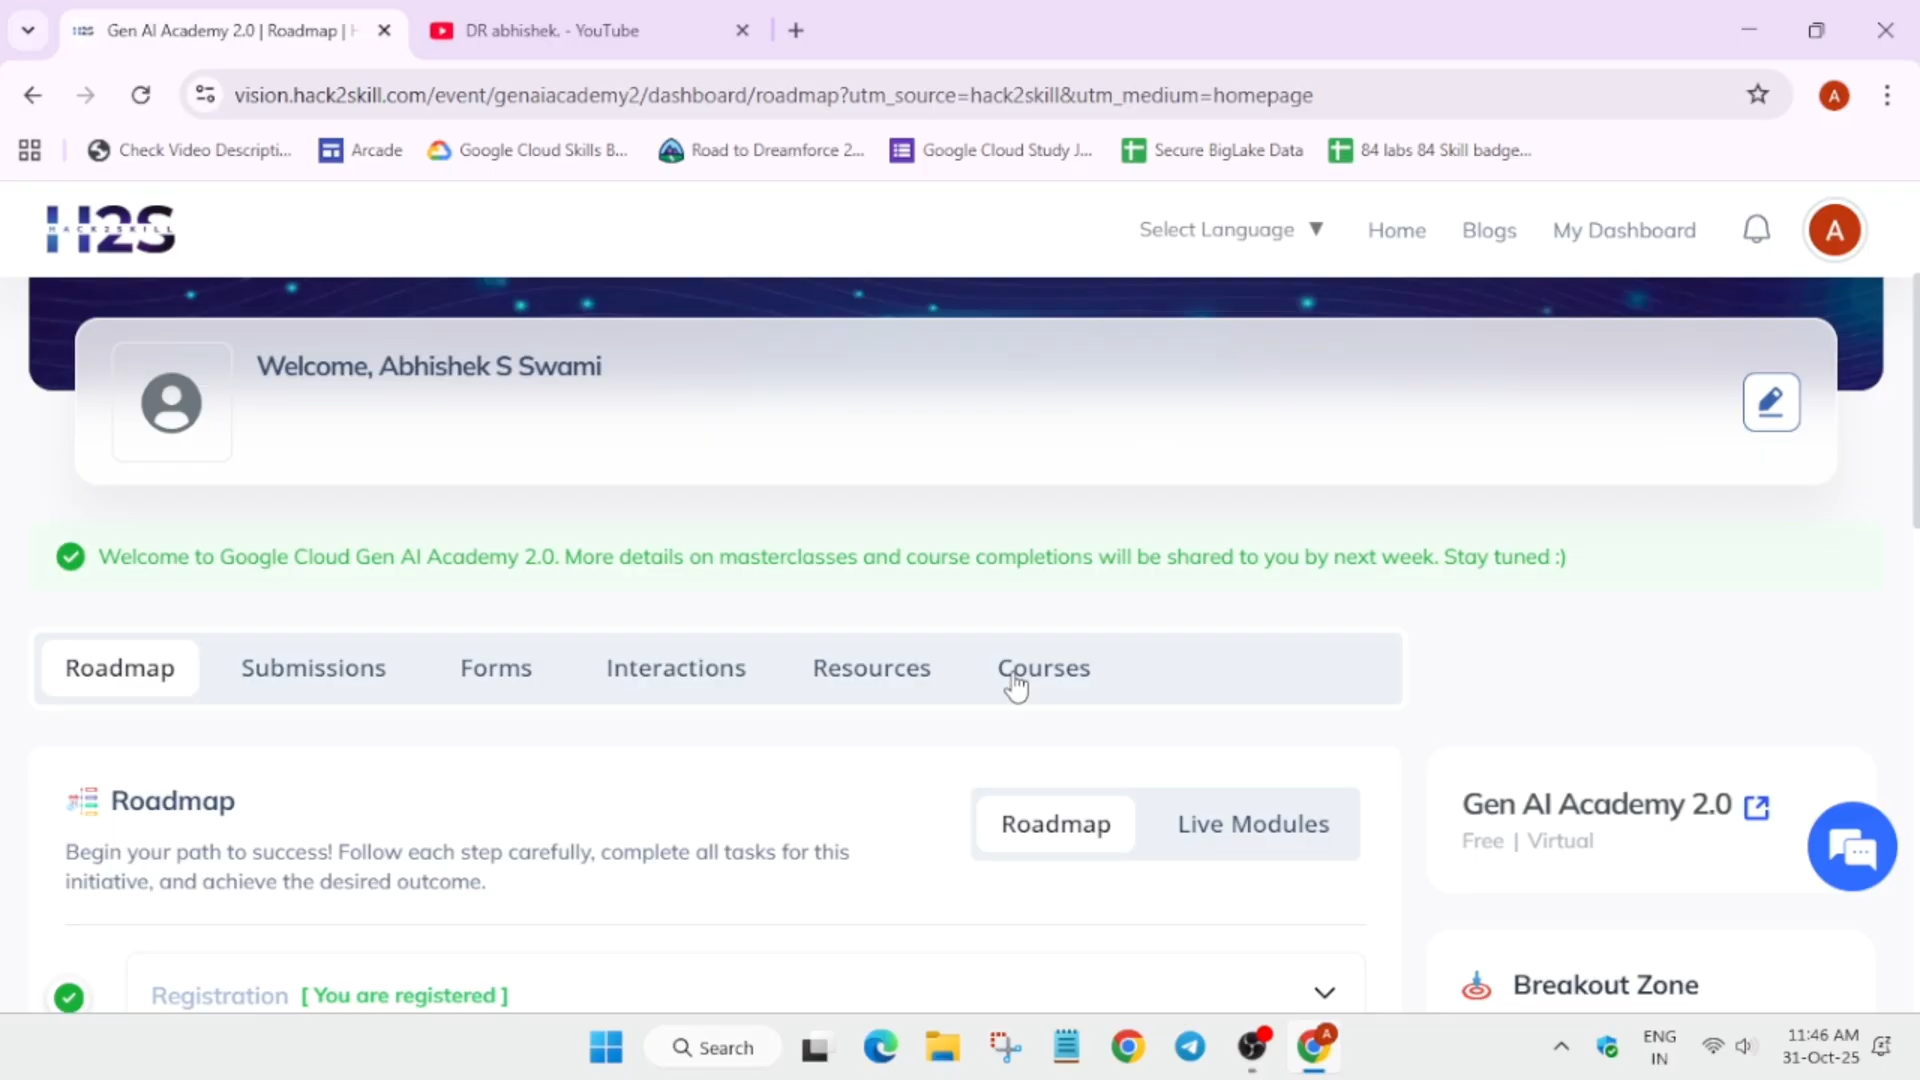 Gen AI Academy 2.0 | Roadmap |
DR abhishek. - YouTube
vision.hack2skill.com/event/genaiacademy2/dashboard/roadmap?utm_source=hack2skill&utm_medium=homepage
A
Check Video Descripti...
Arcade
Google Cloud Skills B...
Road to Dreamforce 2...
Google Cloud Study J...
Secure BigLake Data
84 labs 84 Skill badge...
H2S
HACK2SKILL
Select Language ▼
Home
Blogs
My Dashboard
A
Welcome, Abhishek S Swami
Welcome to Google Cloud Gen AI Academy 2.0. More details on masterclasses and course completions will be shared to you by next week. Stay tuned :)
Roadmap
Submissions
Forms
Interactions
Resources
Courses
Roadmap
Begin your path to success! Follow each step carefully, complete all tasks for this
initiative, and achieve the desired outcome.
Roadmap
Live Modules
Gen AI Academy 2.0
Free | Virtual
Registration [ You are registered ]
Breakout Zone
Search
A
ENG
IN
11:46 AM
31-Oct-25